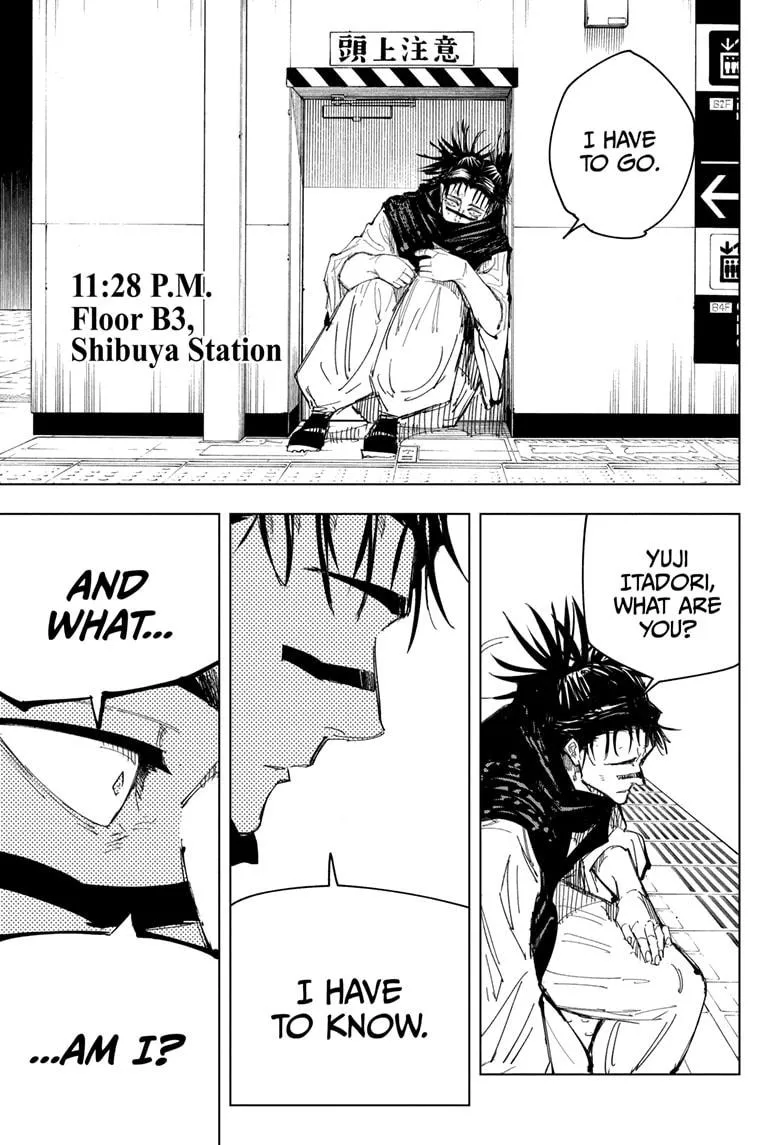 頭上注意
I HAVE
TO GO.
B2F
B4F
11:28 P.M.
Floor B3,
Shibuya Station
YUJI
ITADORI,
WHAT ARE
YOU?
I HAVE
TO KNOW.
AND
WHAT...
...AM I?